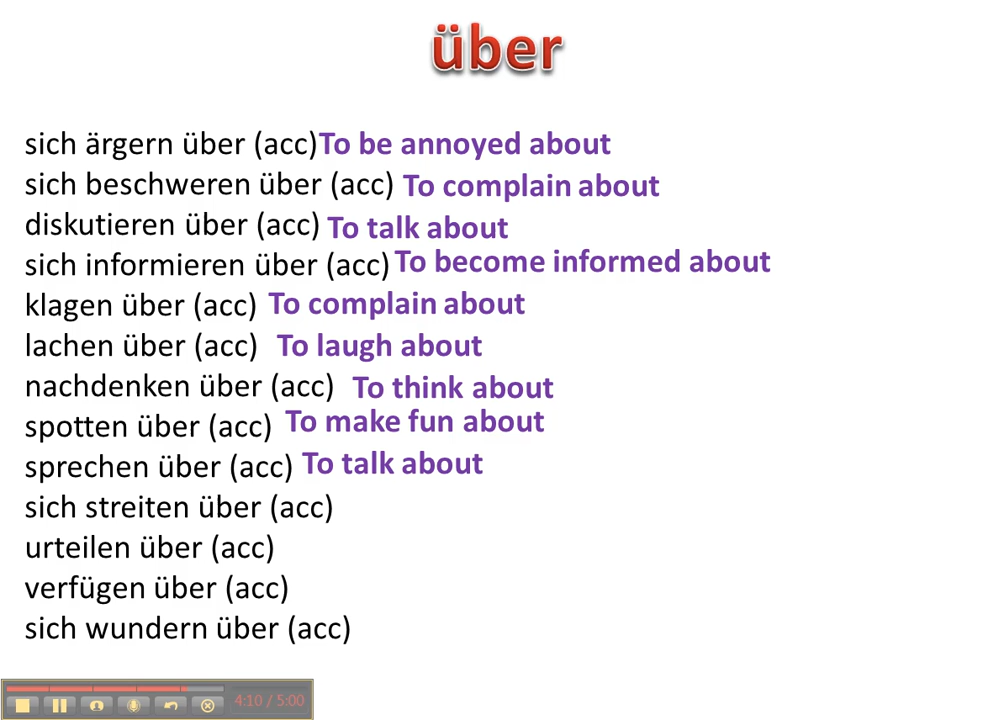 über
sich ärgern über (acc)To be annoyed about
sich beschweren über (acc) To complain about
diskutieren über (acc) To talk about
sich informieren über (acc) To become informed about
klagen über (acc) To complain about
lachen über (acc) To laugh about
nachdenken über (acc) To think about
spotten über (acc) To make fun about
sprechen über (acc) To talk about
sich streiten über (acc)
urteilen über (acc)
verfügen über (acc)
sich wundern über (acc)
4:10 / 5:00